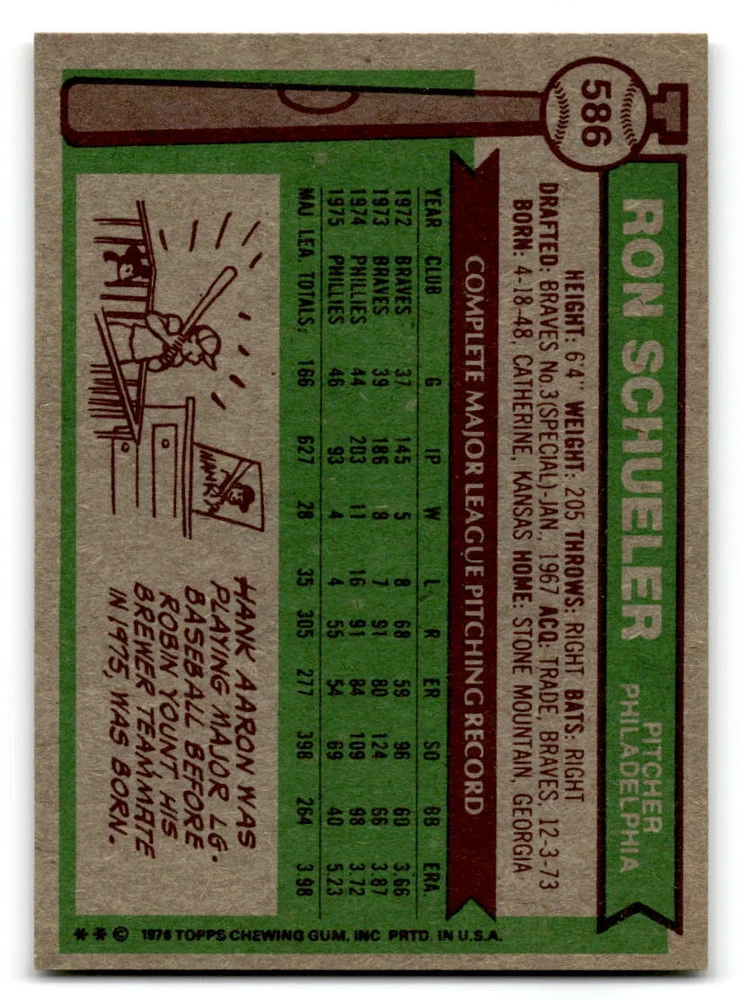 586
RON SCHUELER
PITCHER
PHILADELPHIA
HEIGHT: 6'4" WEIGHT: 205 THROWS: RIGHT BATS: RIGHT
DRAFTED: BRAVES No.3(SPECIAL)-JAN., 1967 ACQ: TRADE, BRAVES, 12-3-73
BORN: 4-18-48, CATHERINE, KANSAS HOME: STONE MOUNTAIN, GEORGIA
COMPLETE MAJOR LEAGUE PITCHING RECORD
YEAR CLUB G IP W L R ER SO BB ERA
1972 BRAVES 37 145 5 8 68 59 96 60 3.66
1973 BRAVES 39 186 8 7 91 80 124 66 3.87
1974 PHILLIES 44 203 11 16 91 84 109 98 3.72
1975 PHILLIES 46 93 4 4 55 54 69 40 5.23
MAJ. LEA. TOTALS: 166 627 28 35 305 277 398 264 3.98
HANK
HANK AARON WAS
PLAYING MAJOR LG.
BASEBALL BEFORE
ROBIN YOUNT HIS
BREWER TEAMMATE
IN 1975, WAS BORN.
** © 1976 TOPPS CHEWING GUM, INC PRTD. IN U.S.A.